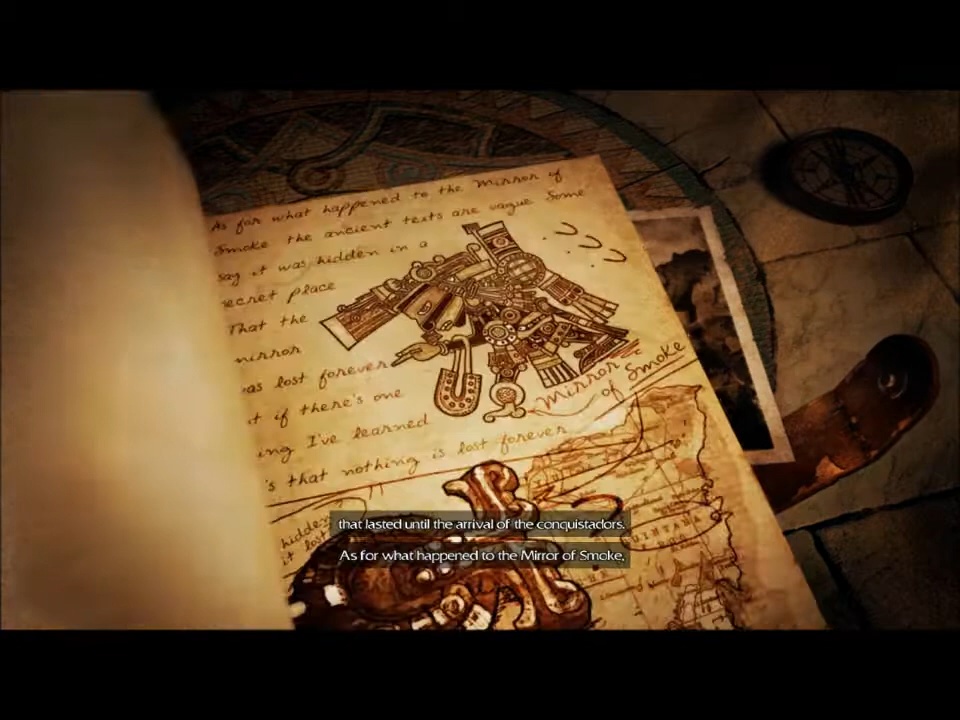 As for what happened to the Mirror of
Smoke the ancient texts are vague Some
say it was hidden in a
secret place
That the
mirror
was lost forever
t if there's one
ing I've learned
's that nothing is lost forever
Mirror
of Smoke
hidden
t lost
that lasted until the arrival of the conquistadors.
As for what happened to the Mirror of Smoke,